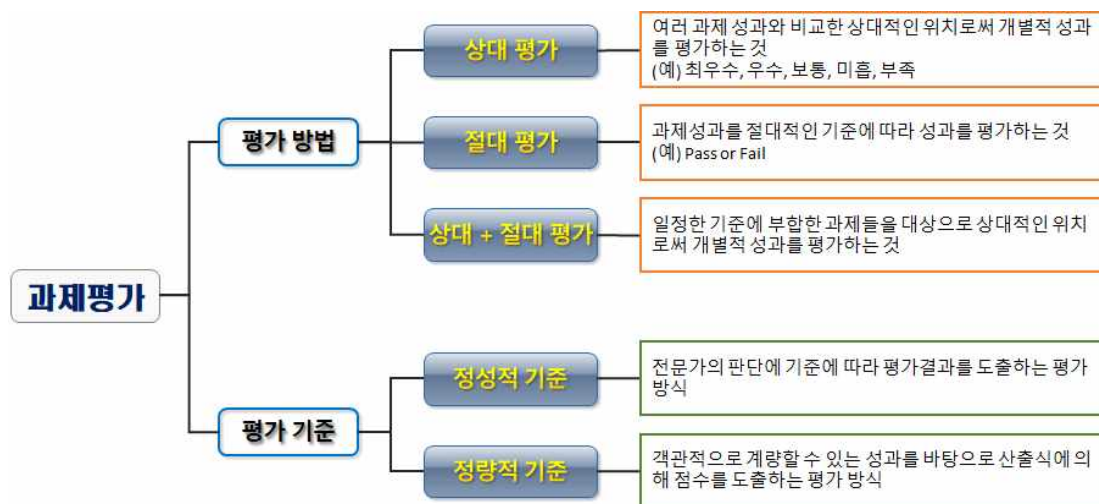 과제평가
평가 방법
상대 평가
여러 과제 성과와 비교한 상대적인 위치로써 개별적 성과
를 평가하는 것
(예) 최우수, 우수, 보통, 미흡, 부족
절대 평가
과제성과를 절대적인 기준에 따라 성과를 평가하는 것
(예) Pass or Fail
상대 + 절대 평가
일정한 기준에 부합한 과제들을 대상으로 상대적인 위치
로써 개별적 성과를 평가하는 것
평가 기준
정성적 기준
전문가의 판단에 기준에 따라 평가결과를 도출하는 평가
방식
정량적 기준
객관적으로 계량할 수 있는 성과를 바탕으로 산출식에 의
해 점수를 도출하는 평가 방식